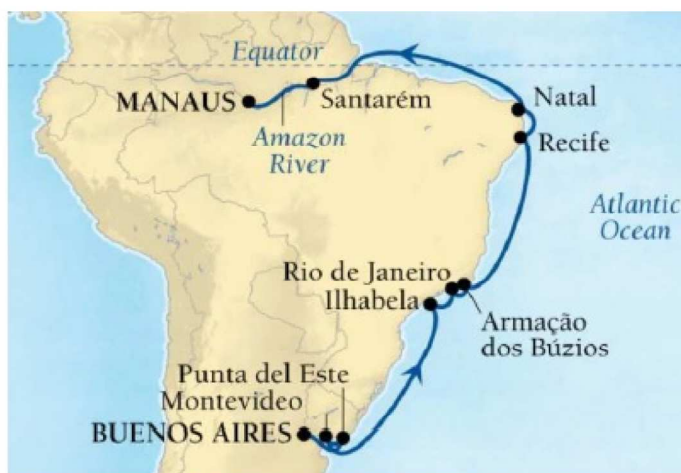 Equator
MANAUS
Santarém
Natal
Amazon
River
Recife
Atlantic
Ocean
Rio de Janeiro
Ilhabela
Armação
dos Búzios
Punta del Este
Montevideo
BUENOS AIRES